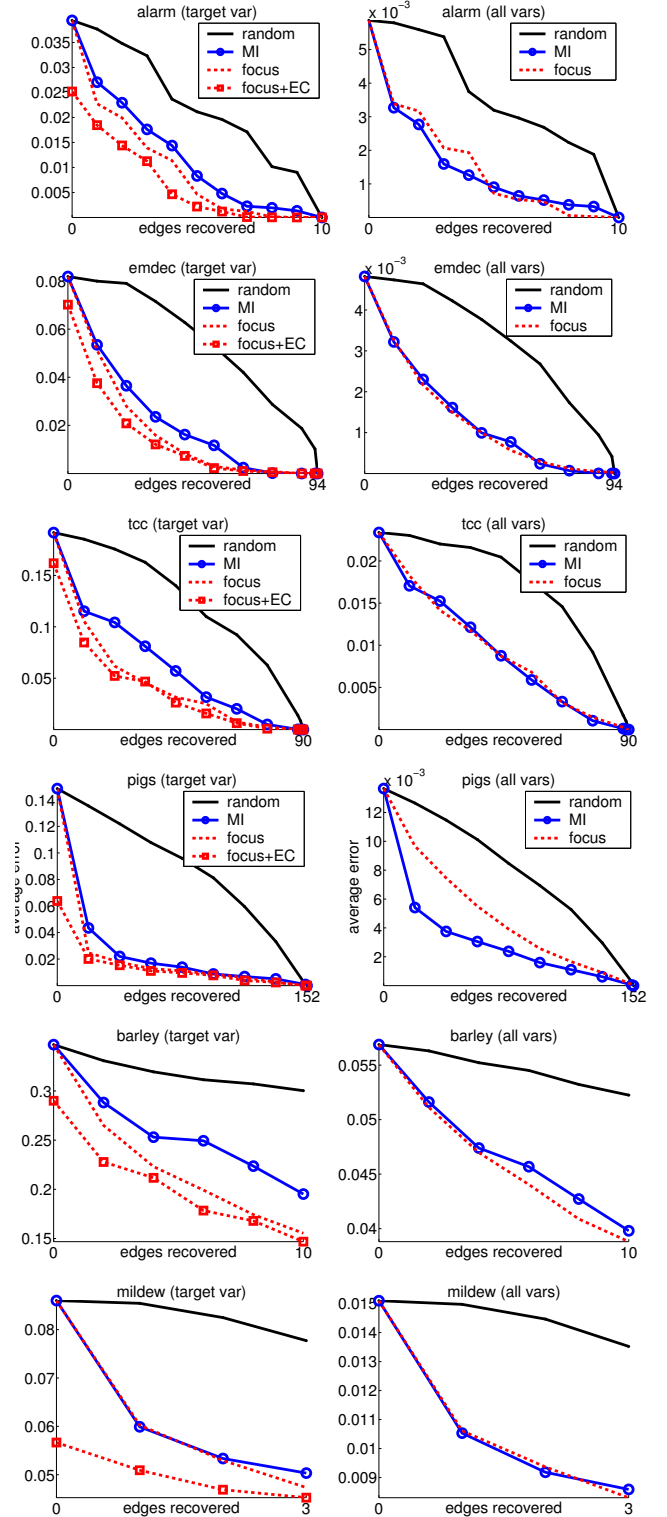 alarm (target var)
0.035
0.03
0.025
0.02
0.015
0.01
0.005
random
MI
focus
focus+EC
0
edges recovered
10
x 10^-3
alarm (all vars)
5
4
3
2
1
random
MI
focus
0
edges recovered
10
emdec (target var)
0.08
0.06
0.04
0.02
random
MI
focus
focus+EC
0
edges recovered
94
x 10^-3
emdec (all vars)
4
3
2
1
random
MI
focus
0
edges recovered
94
tcc (target var)
0.15
0.1
0.05
random
MI
focus
focus+EC
0
edges recovered
90
tcc (all vars)
0.02
0.015
0.01
0.005
random
MI
focus
0
edges recovered
90
pigs (target var)
0.14
0.12
0.1
0.08
0.06
0.04
0.02
average error
random
MI
focus
focus+EC
0
edges recovered
152
x 10^-3
pigs (all vars)
12
10
8
6
4
2
average error
random
MI
focus
0
edges recovered
152
barley (target var)
0.3
0.25
0.2
0.15
0
edges recovered
10
barley (all vars)
0.055
0.05
0.045
0.04
0
edges recovered
10
mildew (target var)
0.08
0.07
0.06
0.05
0
edges recovered
3
mildew (all vars)
0.015
0.014
0.013
0.012
0.011
0.01
0.009
0
edges recovered
3